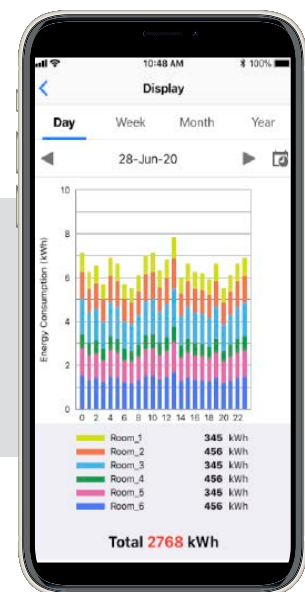 10:48 AM
100%
Display
Day Week Month Year
28-Jun-20
Energy Consumption (kWh)
10
8
6
4
2
0
0 2 4 6 8 10 12 14 16 18 20 22
Room_1 345 kWh
Room_2 456 kWh
Room_3 345 kWh
Room_4 456 kWh
Room_5 345 kWh
Room_6 456 kWh
Total 2768 kWh